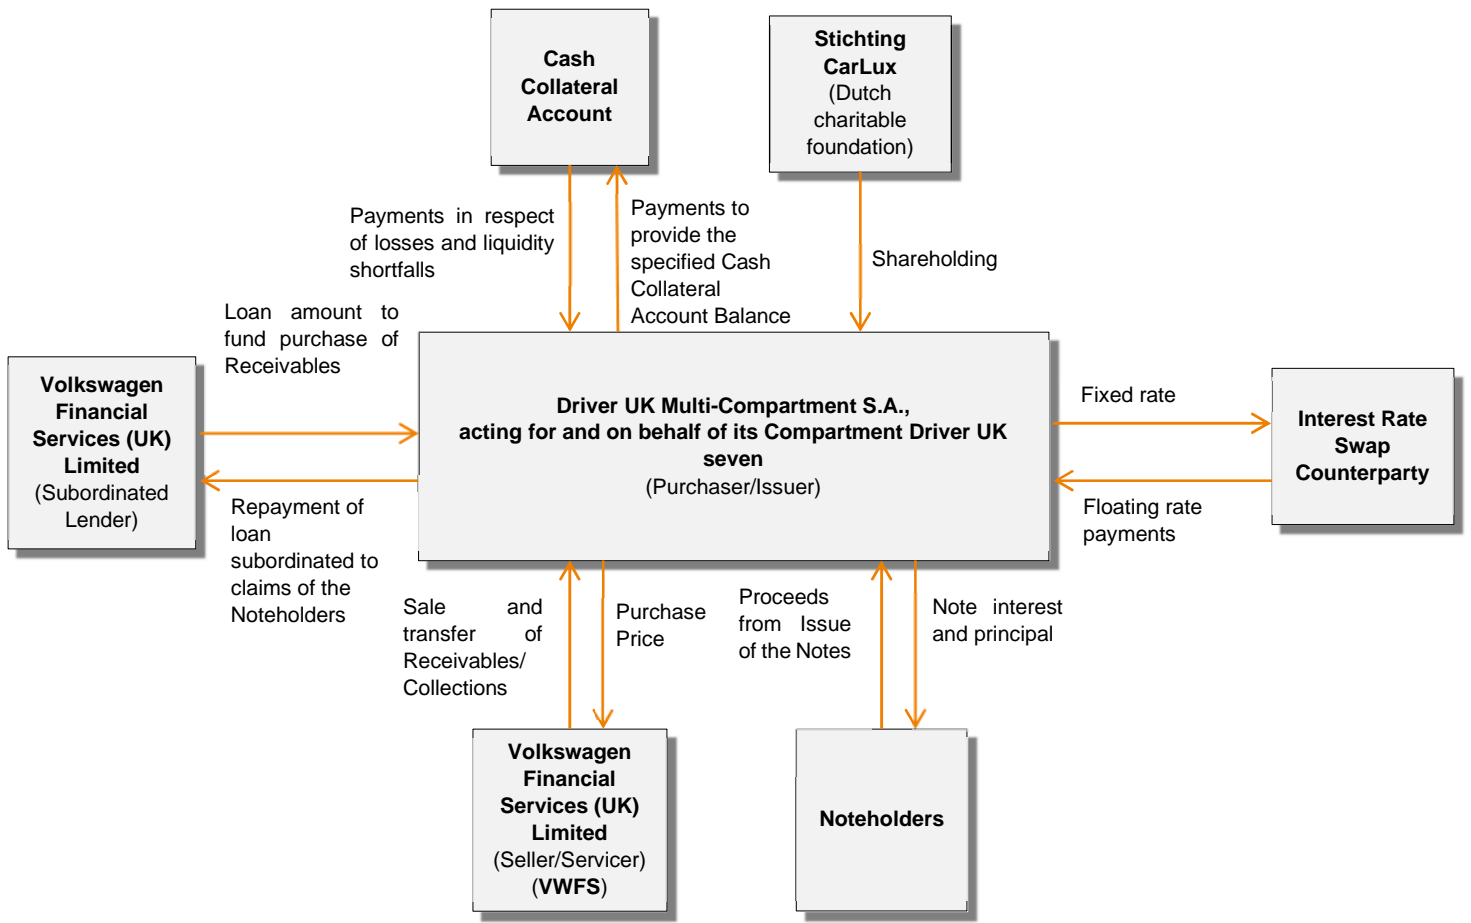 Cash
Collateral
Account
Stichting
CarLux
(Dutch
charitable
foundation)
Payments in respect
of losses and liquidity
shortfalls
Payments to
provide the
specified Cash
Collateral
Account Balance
Shareholding
Loan amount to
fund purchase of
Receivables
Volkswagen
Financial
Services (UK)
Limited
(Subordinated
Lender)
Driver UK Multi-Compartment S.A.,
acting for and on behalf of its Compartment Driver UK
seven
(Purchaser/Issuer)
Fixed rate
Interest Rate
Swap
Counterparty
Floating rate
payments
Repayment of
loan
subordinated to
claims of the
Noteholders
Sale and
transfer of
Receivables/
Collections
Purchase
Price
Proceeds
from Issue
of the Notes
Note interest
and principal
Volkswagen
Financial
Services (UK)
Limited
(Seller/Servicer)
(VWFS)
Noteholders